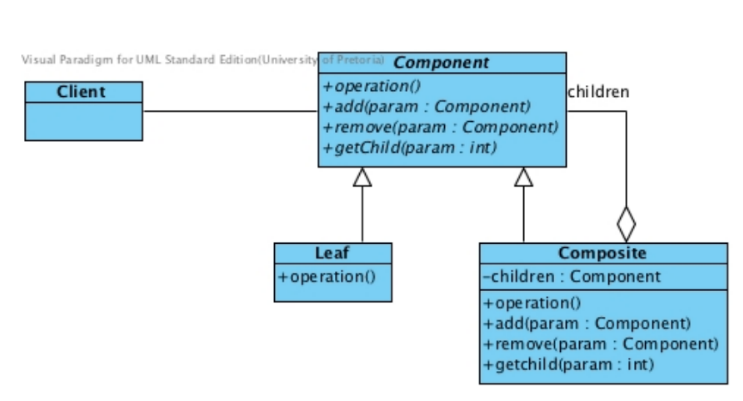 Visual Paradigm for UML Standard Edition(University of Pretoria)
Component
+operation()
+add(param : Component)
+remove(param : Component)
+getChild(param : int)
Client
children
Leaf
+operation()
Composite
-children : Component
+operation()
+add(param : Component)
+remove(param : Component)
+getchild(param : int)